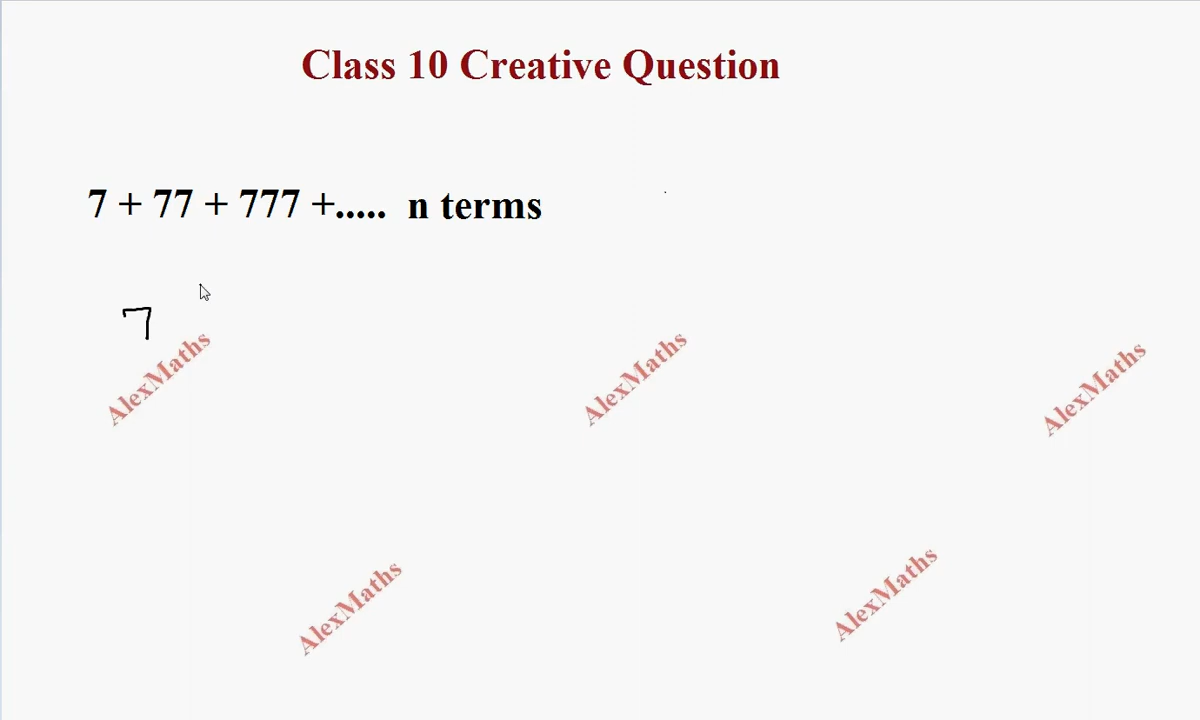 Class 10 Creative Question
7 + 77 + 777 +..... n terms
7
AlexMaths
AlexMaths
AlexMaths
AlexMaths
AlexMaths